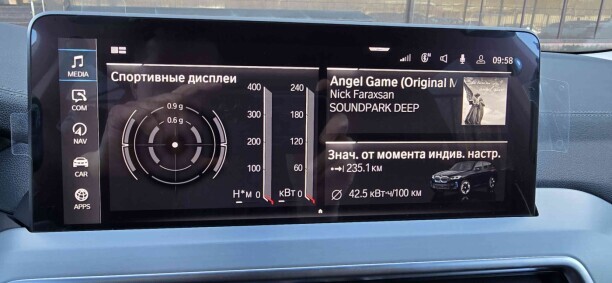 09:58
MEDIA
COM
NAV
CAR
APPS
Спортивные дисплеи
0.9 g
0.6 g
400
300
200
100
Н*м 0
240
180
120
60
кВт 0
Angel Game (Original M
Nick Faraxsan
SOUNDPARK DEEP
Знач. от момента индив. настр.
235.1 км
42.5 кВт·ч/100 км